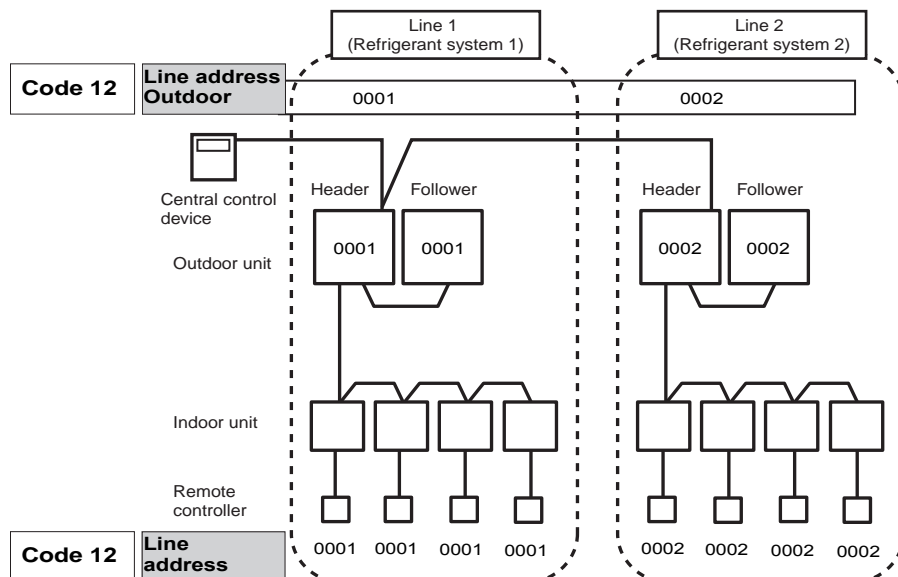 Line 1
(Refrigerant system 1)
Line 2
(Refrigerant system 2)
Code 12
Line address
Outdoor
0001
0002
Central control
device
Header
Follower
Header
Follower
Outdoor unit
0001
0001
0002
0002
Indoor unit
Remote
controller
Code 12
Line
address
0001
0001
0001
0001
0002
0002
0002
0002